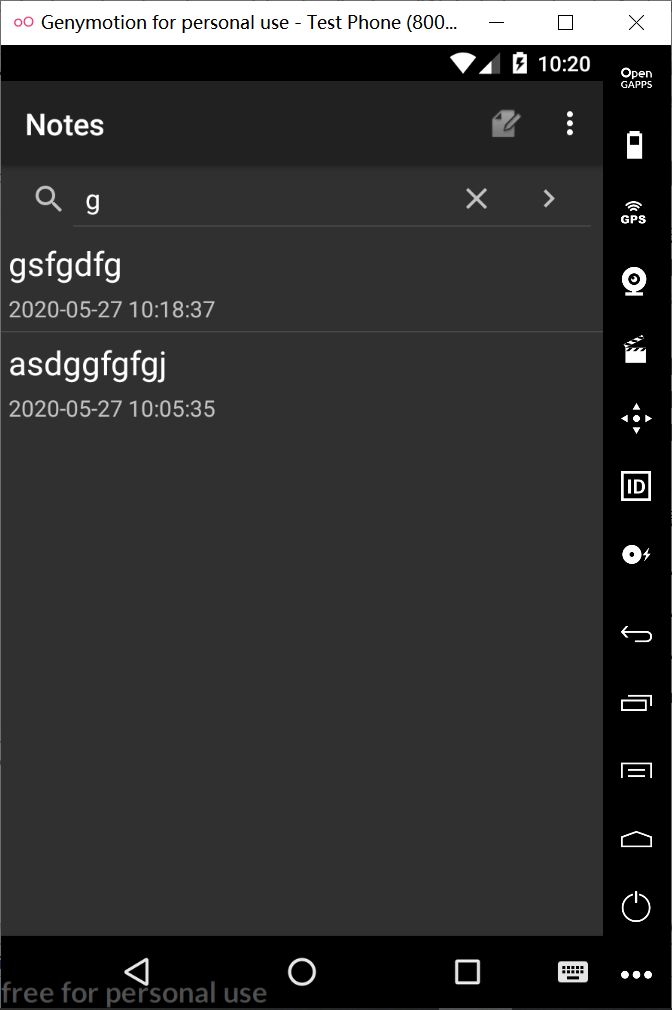 Genymotion for personal use - Test Phone (800...
10:20
Open
GAPPS
Notes
g
GPS
gsfgdfg
2020-05-27 10:18:37
asdggfgfgj
2020-05-27 10:05:35
ID
free for personal use